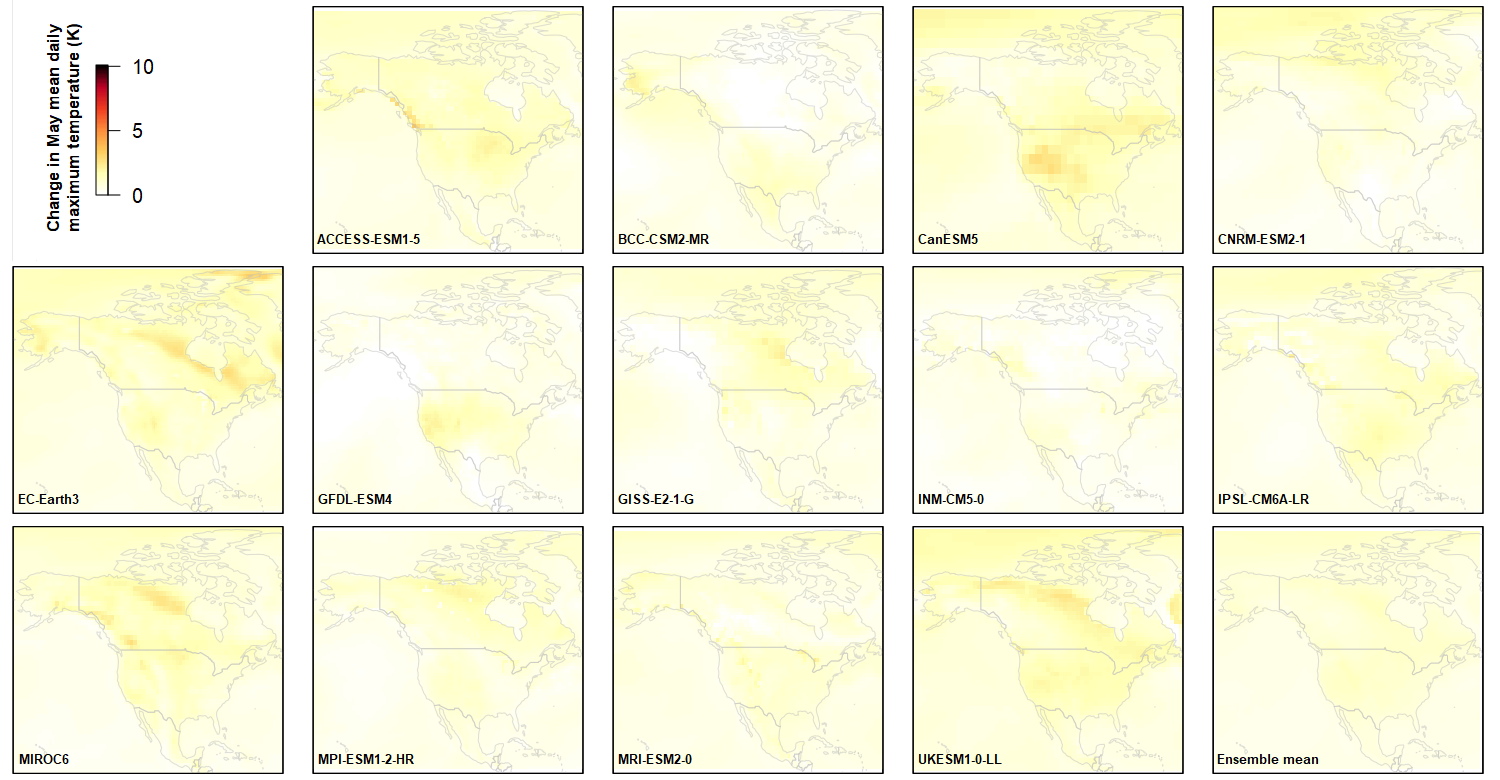 Change in May mean daily
maximum temperature (K)
10
5
0
ACCESS-ESM1-5
BCC-CSM2-MR
CanESM5
CNRM-ESM2-1
EC-Earth3
GFDL-ESM4
GISS-E2-1-G
INM-CM5-0
IPSL-CM6A-LR
MIROC6
MPI-ESM1-2-HR
MRI-ESM2-0
UKESM1-0-LL
Ensemble mean